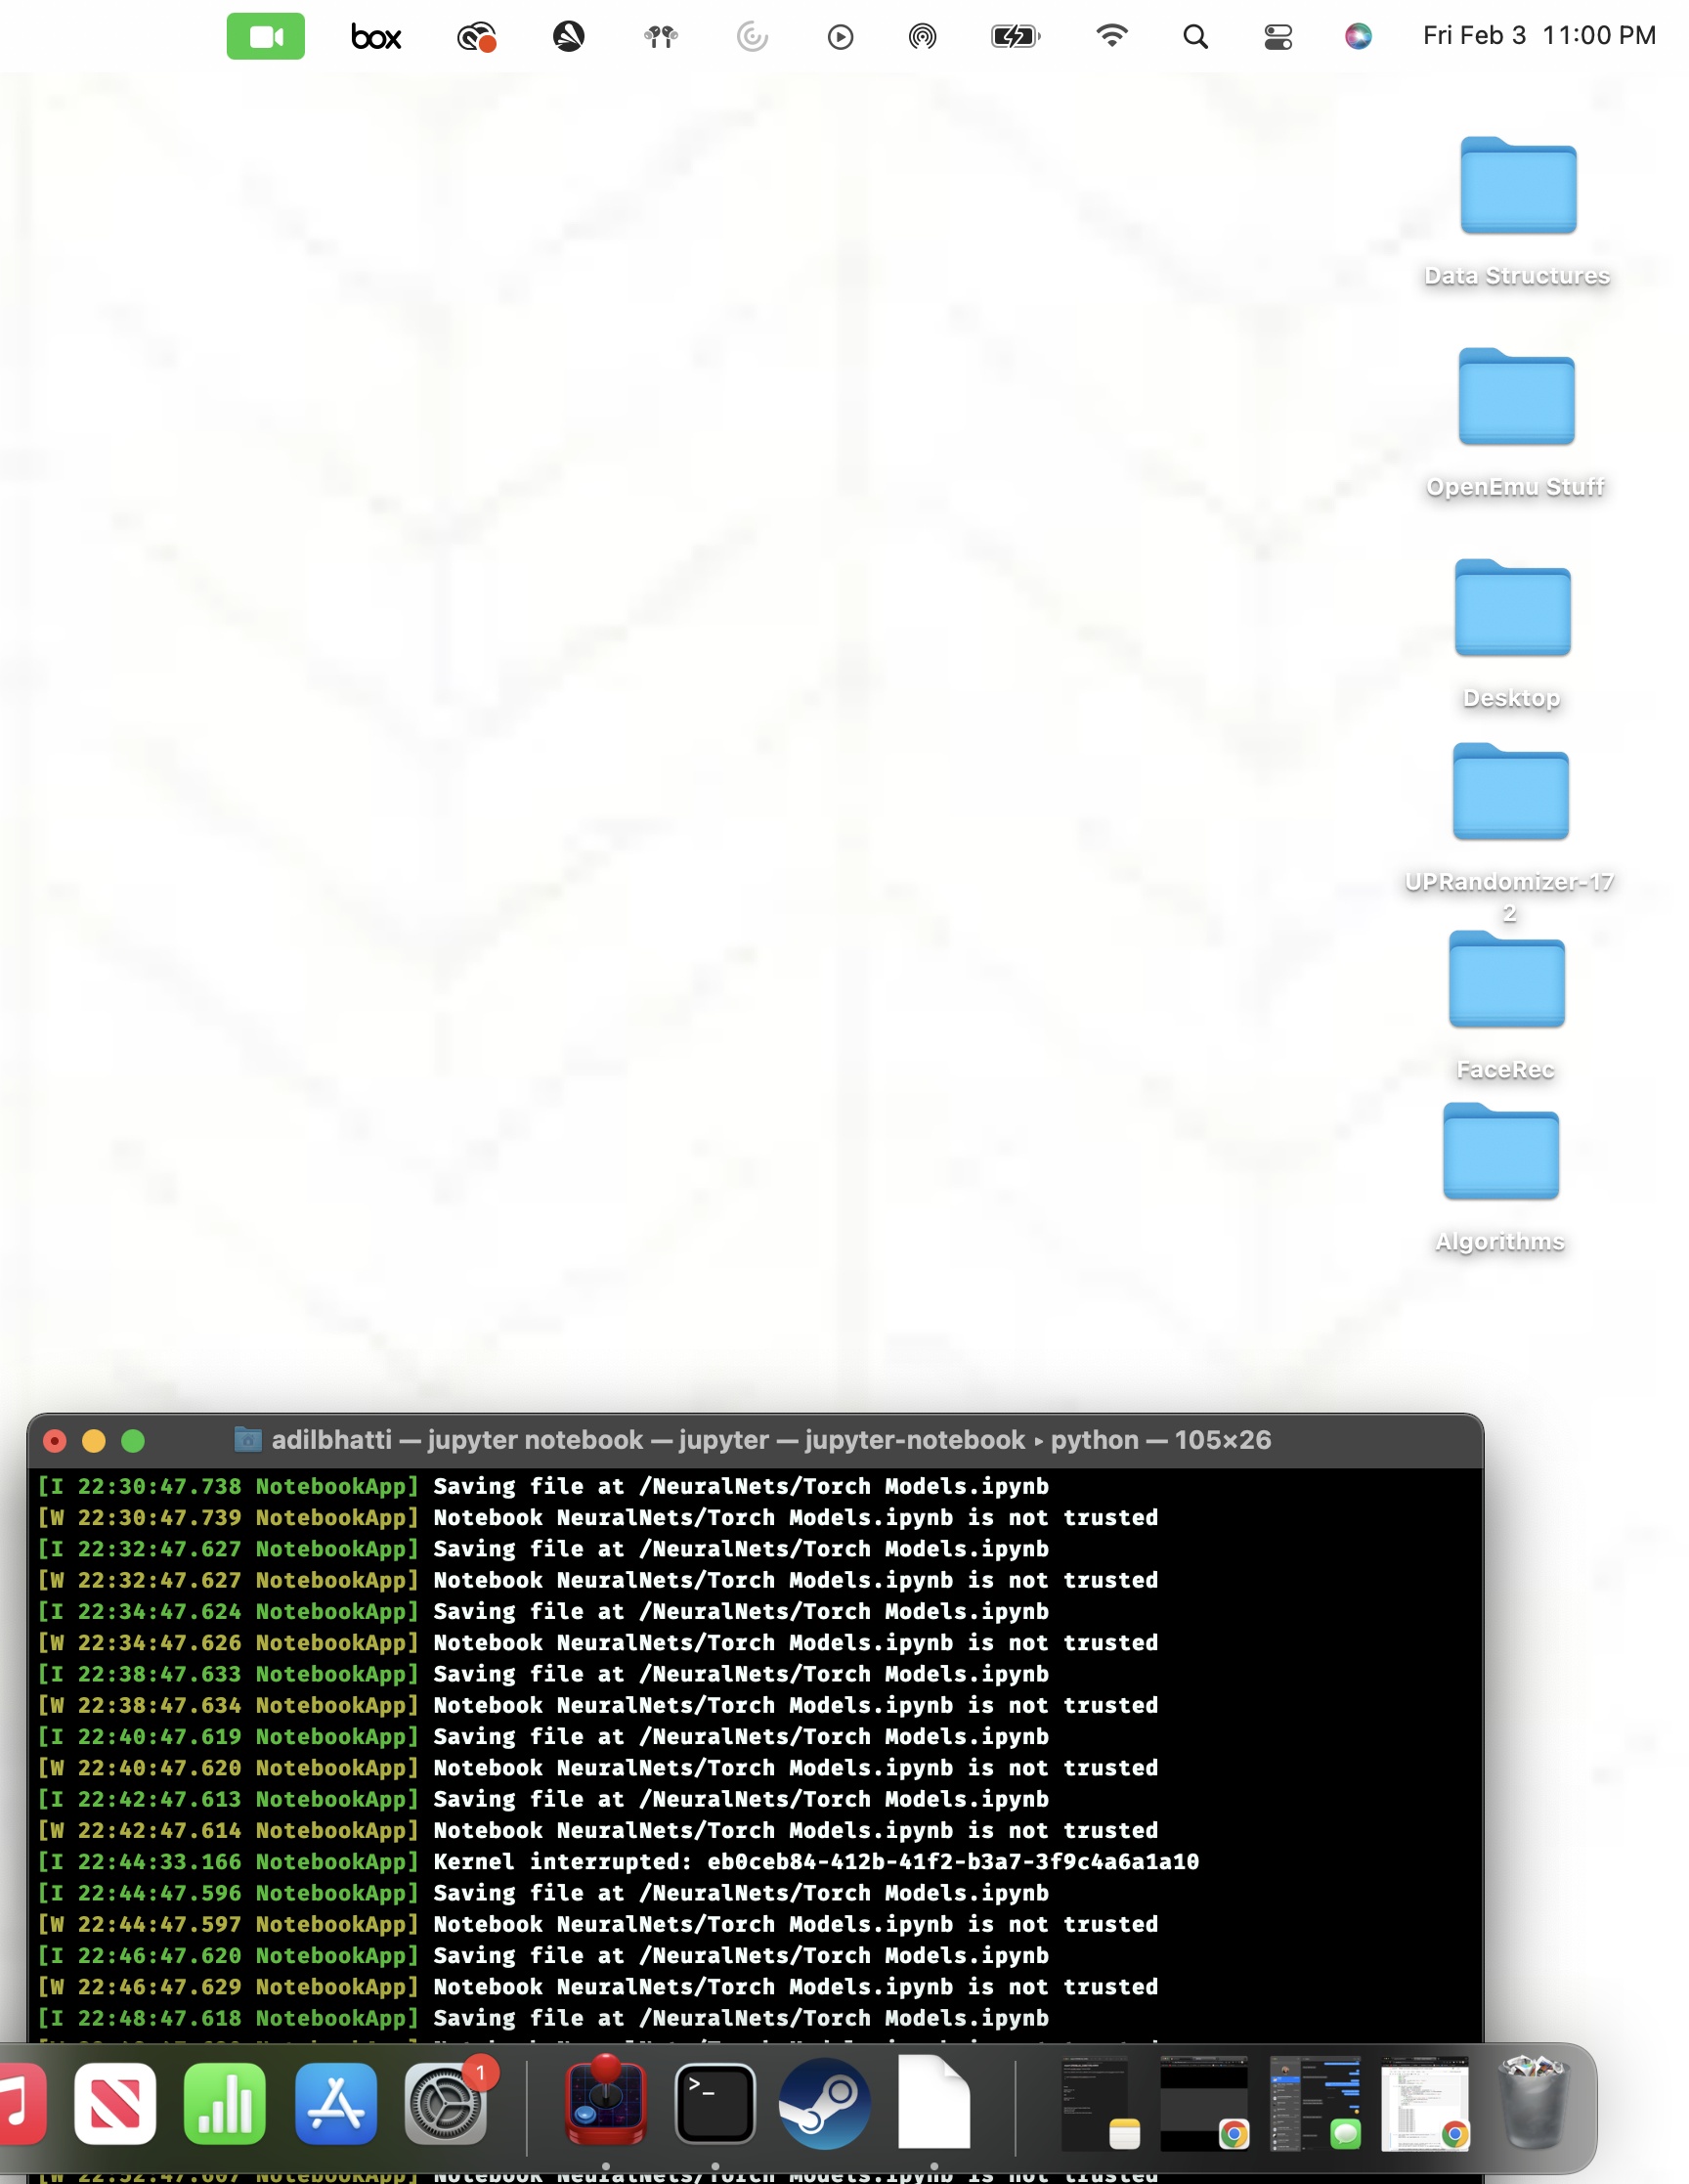 box
Fri Feb 3 11:00 PM
Data Structures
OpenEmu Stuff
Desktop
UPRandomizer-17
2
FaceRec
Algorithms
adilbhatti — jupyter notebook — jupyter — jupyter-notebook ▸ python — 105×26
[I 22:30:47.738 NotebookApp] Saving file at /NeuralNets/Torch Models.ipynb
[W 22:30:47.739 NotebookApp] Notebook NeuralNets/Torch Models.ipynb is not trusted
[I 22:32:47.627 NotebookApp] Saving file at /NeuralNets/Torch Models.ipynb
[W 22:32:47.627 NotebookApp] Notebook NeuralNets/Torch Models.ipynb is not trusted
[I 22:34:47.624 NotebookApp] Saving file at /NeuralNets/Torch Models.ipynb
[W 22:34:47.626 NotebookApp] Notebook NeuralNets/Torch Models.ipynb is not trusted
[I 22:38:47.633 NotebookApp] Saving file at /NeuralNets/Torch Models.ipynb
[W 22:38:47.634 NotebookApp] Notebook NeuralNets/Torch Models.ipynb is not trusted
[I 22:40:47.619 NotebookApp] Saving file at /NeuralNets/Torch Models.ipynb
[W 22:40:47.620 NotebookApp] Notebook NeuralNets/Torch Models.ipynb is not trusted
[I 22:42:47.613 NotebookApp] Saving file at /NeuralNets/Torch Models.ipynb
[W 22:42:47.614 NotebookApp] Notebook NeuralNets/Torch Models.ipynb is not trusted
[I 22:44:33.166 NotebookApp] Kernel interrupted: eb0ceb84-412b-41f2-b3a7-3f9c4a6a1a10
[I 22:44:47.596 NotebookApp] Saving file at /NeuralNets/Torch Models.ipynb
[W 22:44:47.597 NotebookApp] Notebook NeuralNets/Torch Models.ipynb is not trusted
[I 22:46:47.620 NotebookApp] Saving file at /NeuralNets/Torch Models.ipynb
[W 22:46:47.629 NotebookApp] Notebook NeuralNets/Torch Models.ipynb is not trusted
[I 22:48:47.618 NotebookApp] Saving file at /NeuralNets/Torch Models.ipynb
1
>_